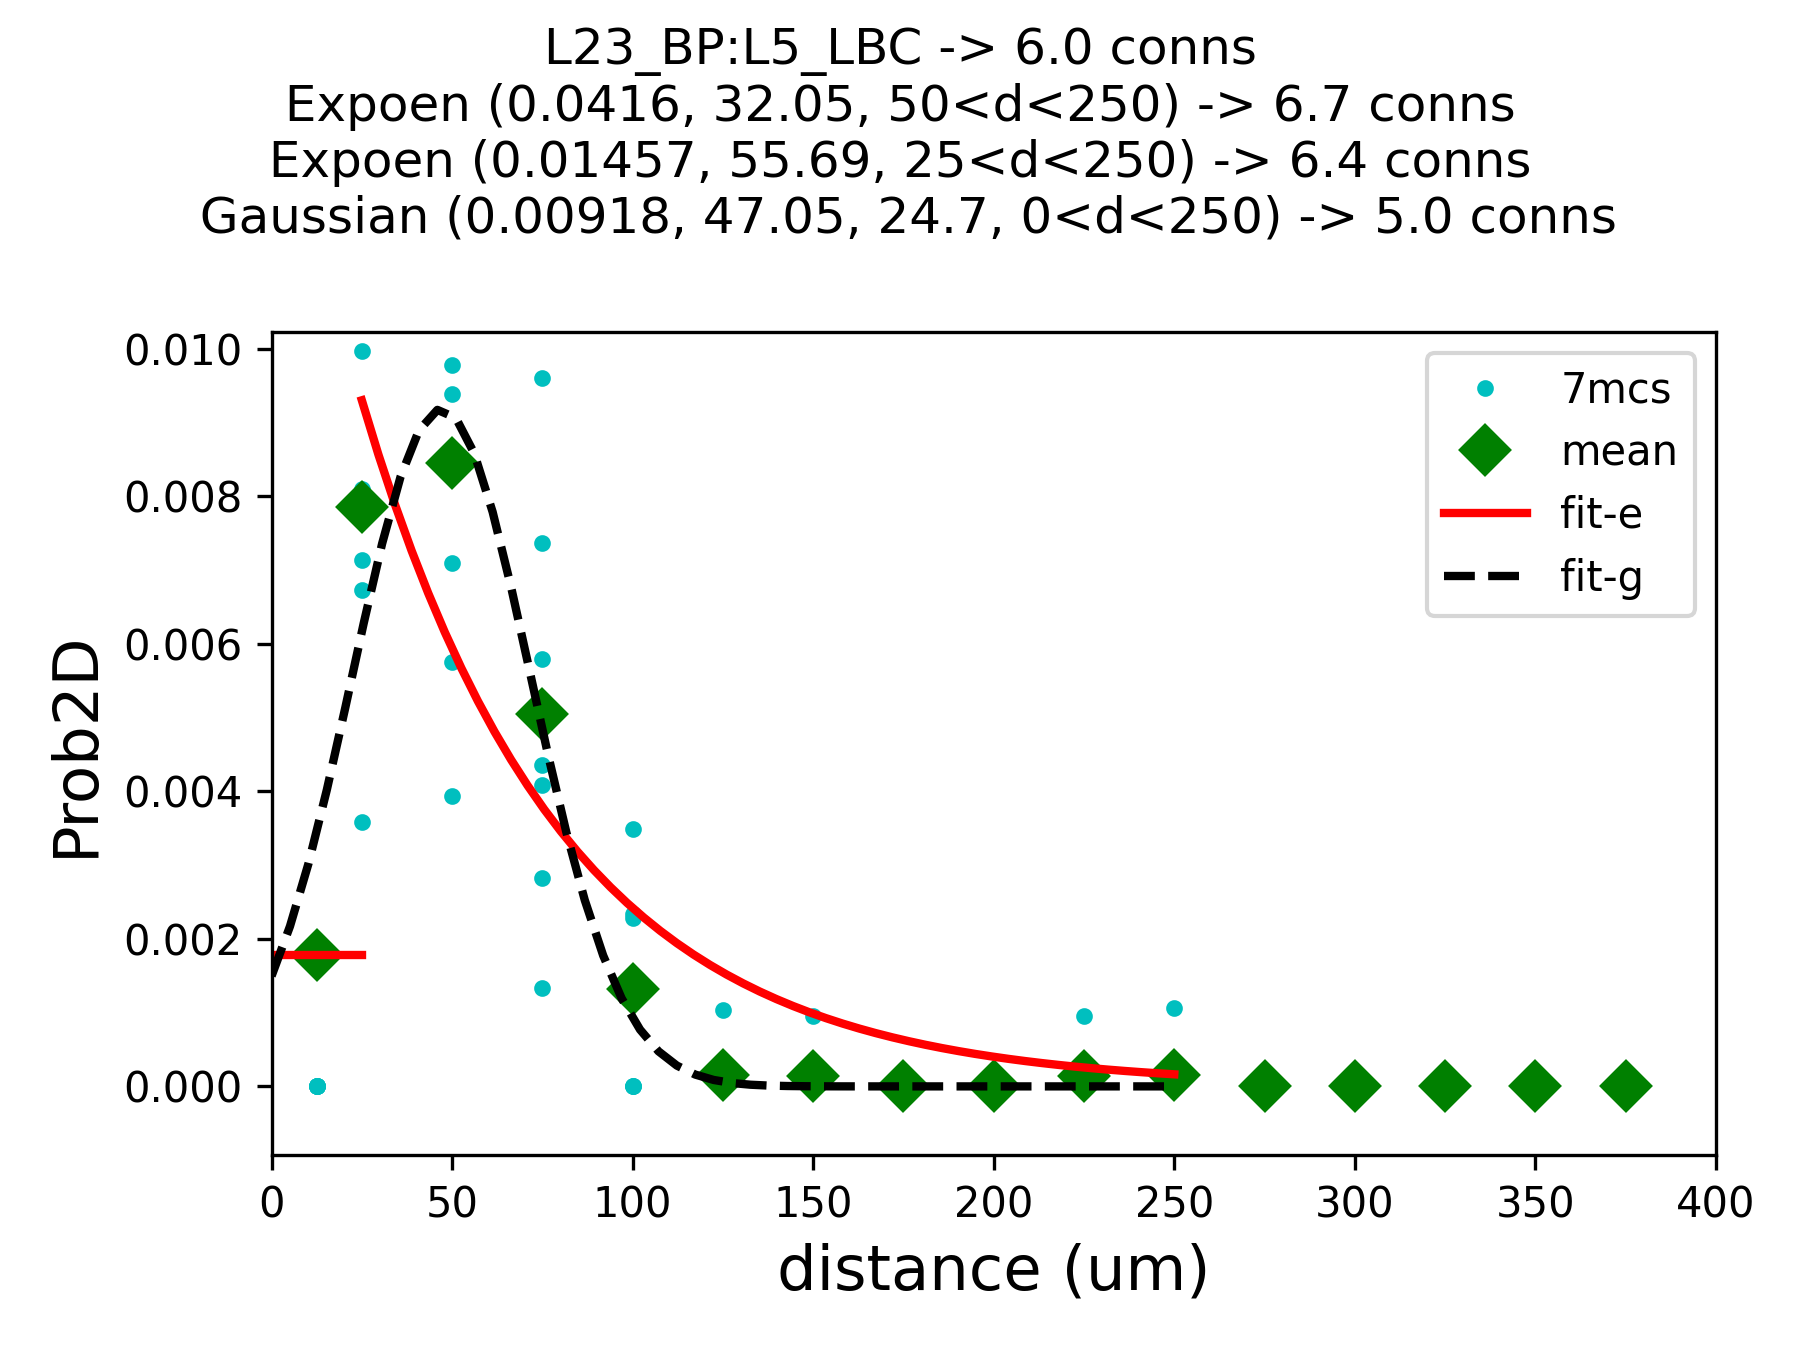 L23_BP:L5_LBC -> 6.0 conns
Expoen (0.0416, 32.05, 50<d<250) -> 6.7 conns
Expoen (0.01457, 55.69, 25<d<250) -> 6.4 conns
Gaussian (0.00918, 47.05, 24.7, 0<d<250) -> 5.0 conns
0.010
0.008
0.006
0.004
0.002
0.000
Prob2D
7mcs
mean
fit-e
fit-g
0 50 100 150 200 250 300 350 400
distance (um)